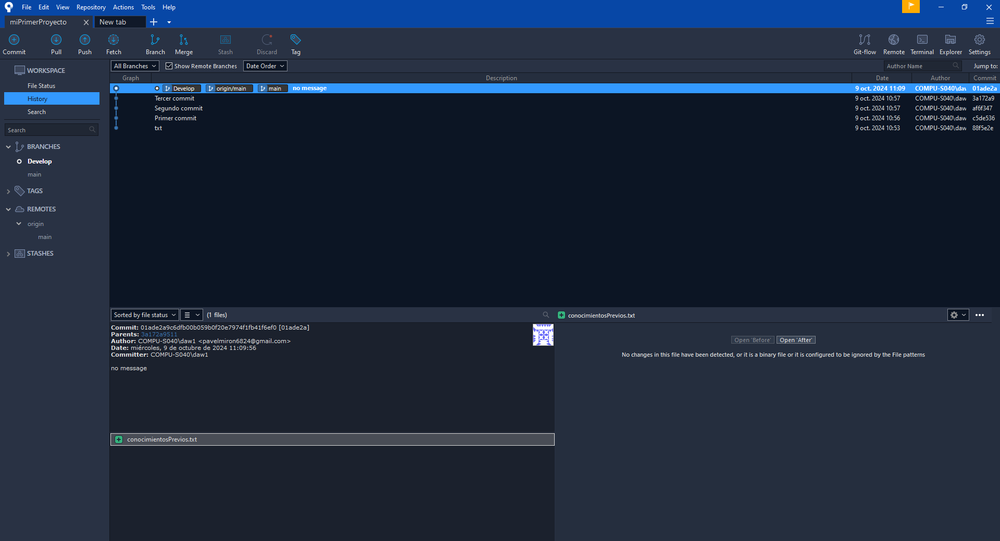 File Edit View Repository Actions Tools Help
miPrimerProyecto New tab
Commit Pull Push Fetch Branch Merge Stash Discard Tag Git-flow Remote Terminal Explorer Settings
WORKSPACE
File Status
History
Search
Search
BRANCHES
Develop
main
TAGS
REMOTES
origin
main
STASHES
All Branches Show Remote Branches Date Order Author Name Jump to:
Graph Description Date Author Commit
Develop origin/main main no message 9 oct. 2024 11:09 COMPU-S040\daw 01ade2a
Tercer commit 9 oct. 2024 10:57 COMPU-S040\daw 3a172a9
Segundo commit 9 oct. 2024 10:57 COMPU-S040\daw af6f347
Primer commit 9 oct. 2024 10:56 COMPU-S040\daw c5de536
txt 9 oct. 2024 10:53 COMPU-S040\daw 88f5e2e
Sorted by file status (1 files)
Commit: 01ade2a9c6dfb00b059b0f20e7974f1fb41f6ef0 [01ade2a]
Parents: 3a172a9511
Author: COMPU-S040\daw1 <pavelmiron6824@gmail.com>
Date: miércoles, 9 de octubre de 2024 11:09:56
Committer: COMPU-S040\daw1
no message
conocimientosPrevios.txt
conocimientosPrevios.txt
Open 'Before' Open 'After'
No changes in this file have been detected, or it is a binary file or it is configured to be ignored by the File patterns